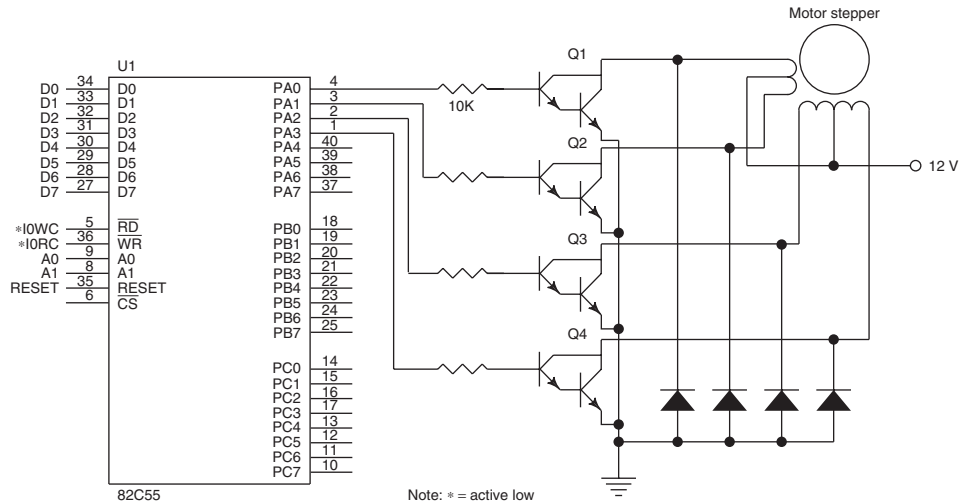 Motor stepper
U1
34 D0 D0 PA0 4
33 D1 D1 PA1 3
32 D2 D2 PA2 2
31 D3 D3 PA3 1
30 D4 D4 PA4 40
29 D5 D5 PA5 39
28 D6 D6 PA6 38
27 D7 D7 PA7 37
*I0WC 5 RD PB0 18
*I0RC 36 WR PB1 19
A0 9 A0 PB2 20
A1 8 A1 PB3 21
RESET 35 RESET PB4 22
6 CS PB5 23
PB6 24
PB7 25
PC0 14
PC1 15
PC2 16
PC3 17
PC4 13
PC5 12
PC6 11
PC7 10
82C55
10K
Q1
Q2
Q3
Q4
12 V
Note: * = active low